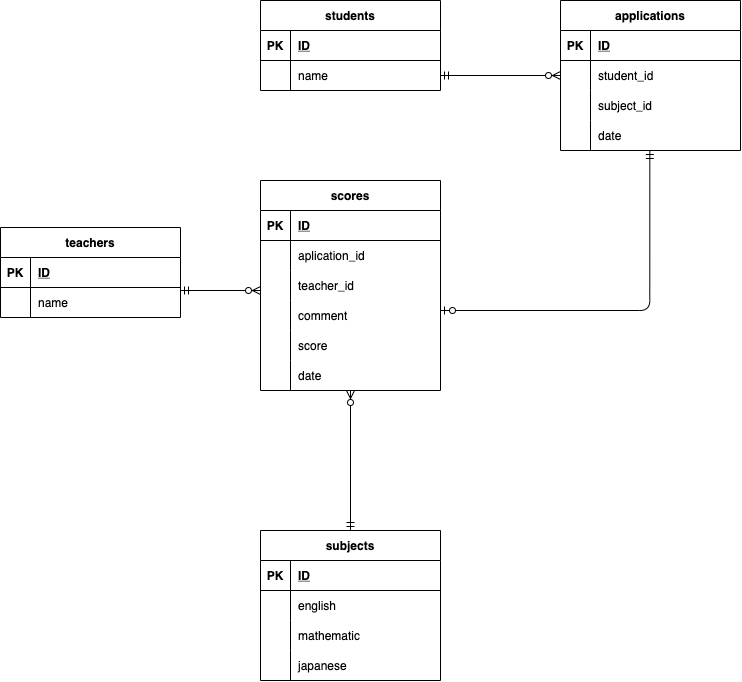 students
PK ID
name
applications
PK ID
student_id
subject_id
date
scores
PK ID
aplication_id
teacher_id
comment
score
date
teachers
PK ID
name
subjects
PK ID
english
mathematic
japanese